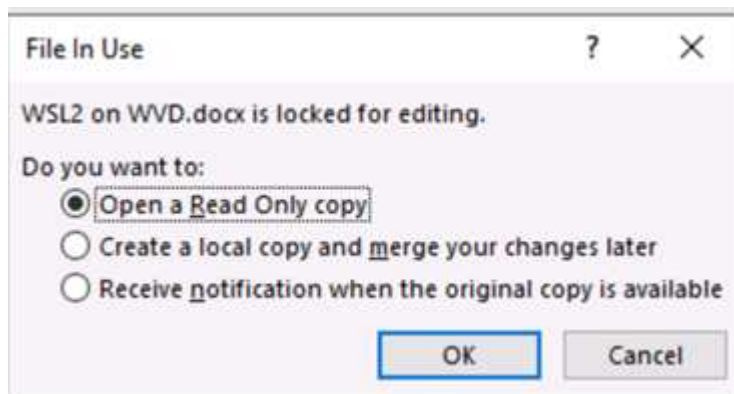 File In Use
WSL2 on WVD.docx is locked for editing.
Do you want to:
Open a Read Only copy
Create a local copy and merge your changes later
Receive notification when the original copy is available
OK Cancel